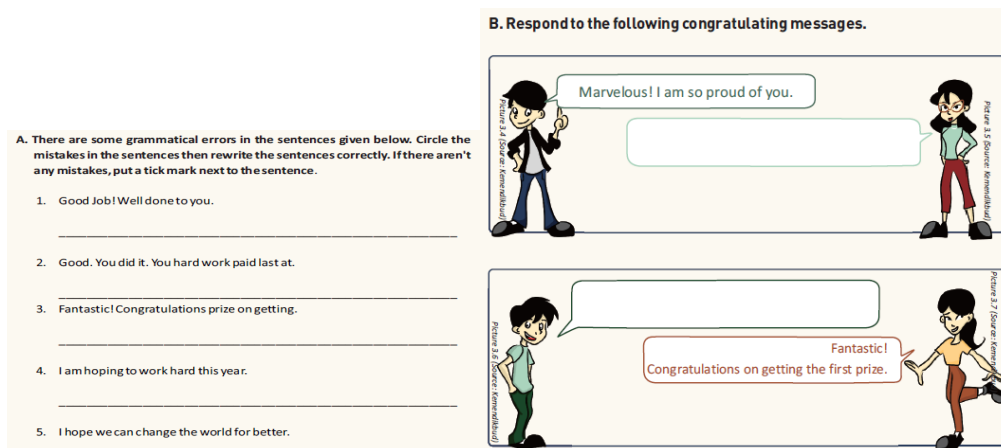 A. There are some grammatical errors in the sentences given below. Circle the
mistakes in the sentences then rewrite the sentences correctly. If there aren't
any mistakes, put a tick mark next to the sentence.
1. Good Job! Well done to you.
2. Good. You did it. You hard work paid last at.
3. Fantastic! Congratulations prize on getting.
4. I am hoping to work hard this year.
5. I hope we can change the world for better.
B. Respond to the following congratulating messages.
Marvelous! I am so proud of you.
Picture 3.4 (Source: Kemendikbud)
Picture 3.5 (Source: Kemendikbud)
Fantastic!
Congratulations on getting the first prize.
Picture 3.6 (Source: Kemendikbud)
Picture 3.7 (Source: Kemen